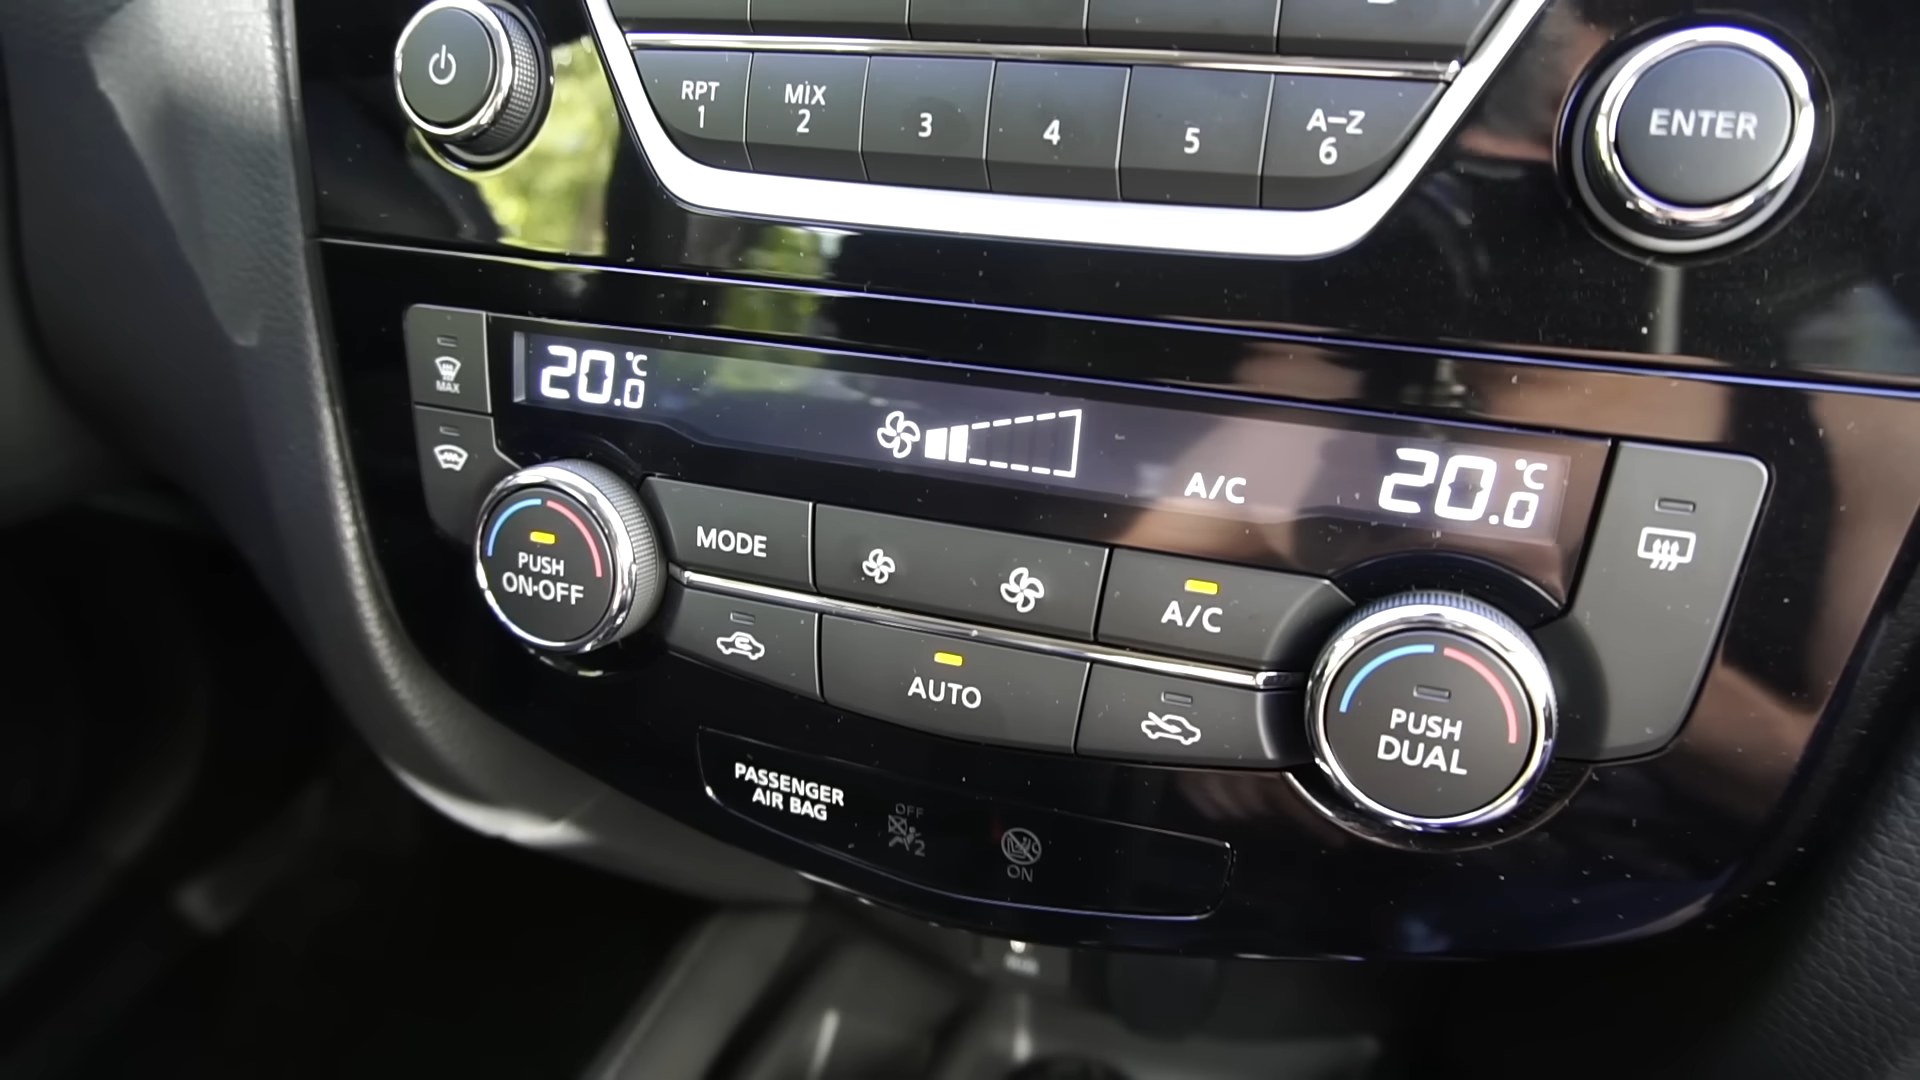 RPT
1
MIX
2
3
4
5
A–Z
6
ENTER
20.0 °C
A/C
20.0 °C
MAX
PUSH
ON·OFF
MODE
A/C
AUTO
PUSH
DUAL
PASSENGER
AIR BAG
OFF
2
ON